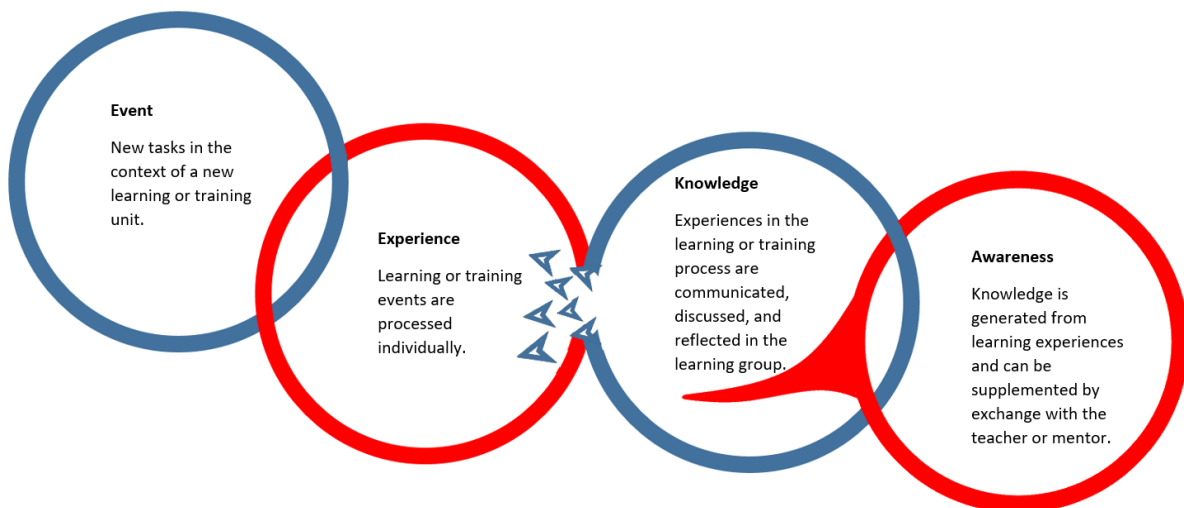 Event
New tasks in the
context of a new
learning or training
unit.
Experience
Learning or training
events are
processed
individually.
Knowledge
Experiences in the
learning or training
process are
communicated,
discussed, and
reflected in the
learning group.
Awareness
Knowledge is
generated from
learning experiences
and can be
supplemented by
exchange with the
teacher or mentor.